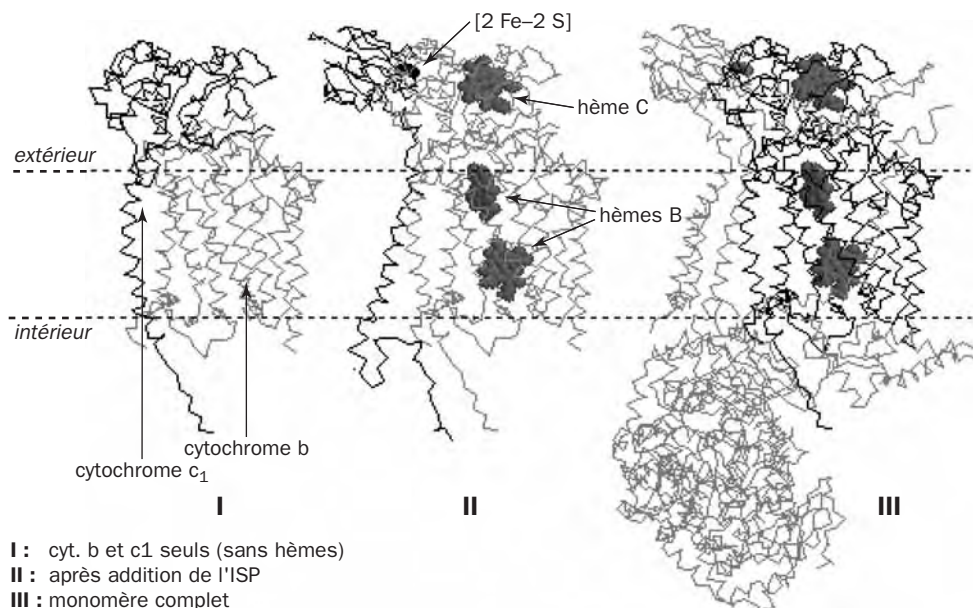 [2 Fe–2 S]
hème C
extérieur
hèmes B
intérieur
cytochrome b
cytochrome c1
I
II
III
I : cyt. b et c1 seuls (sans hèmes)
II : après addition de l'ISP
III : monomère complet